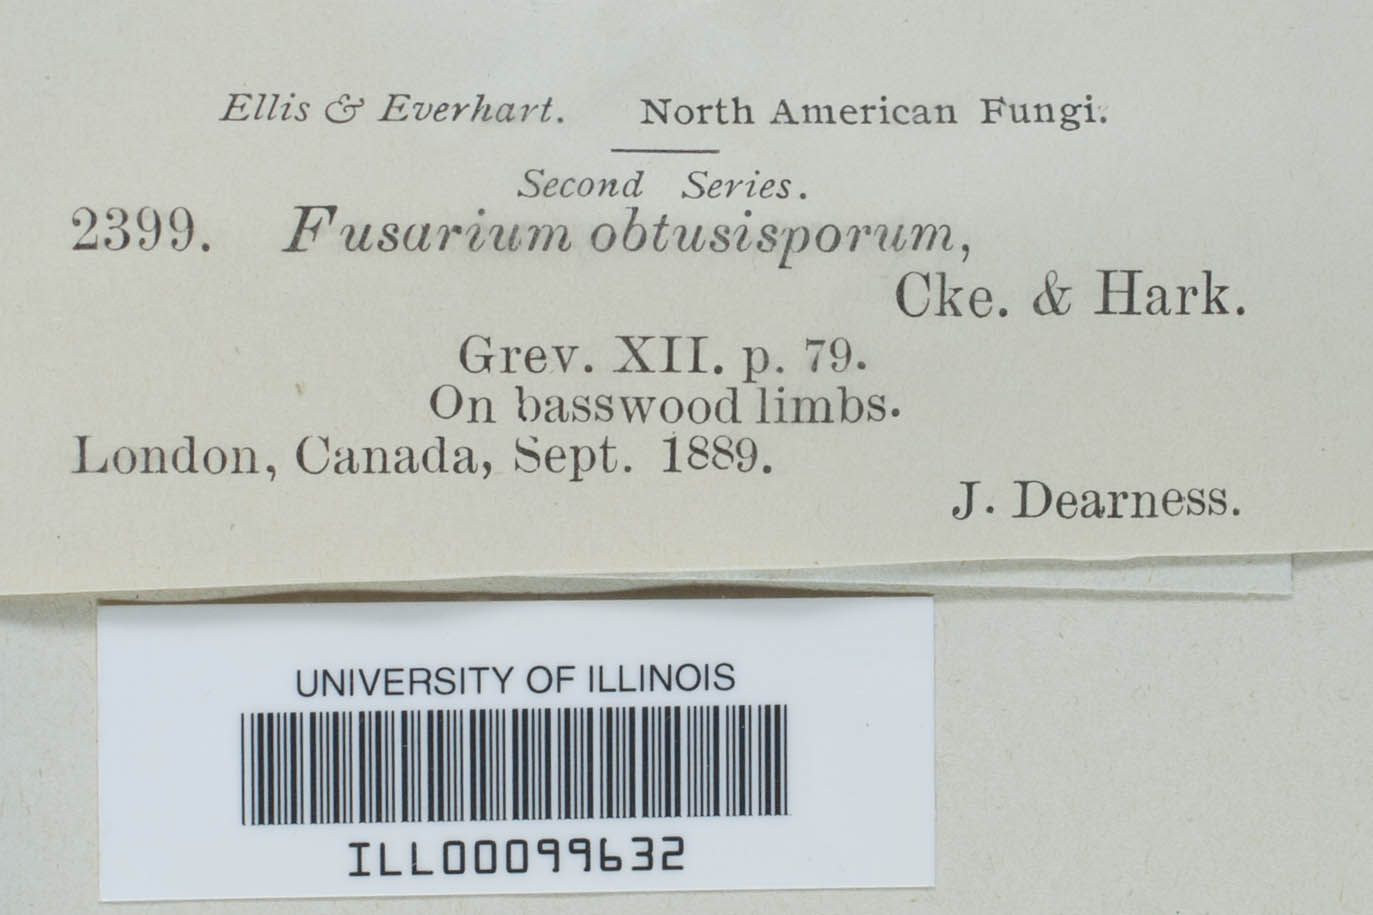 Ellis & Everhart. North American Fungi.
Second Series.
2399. Fusarium obtusisporum,
Cke. & Hark.
Grev. XII. p. 79.
On basswood limbs.
London, Canada, Sept. 1889.
J. Dearness.
UNIVERSITY OF ILLINOIS
ILL00099632